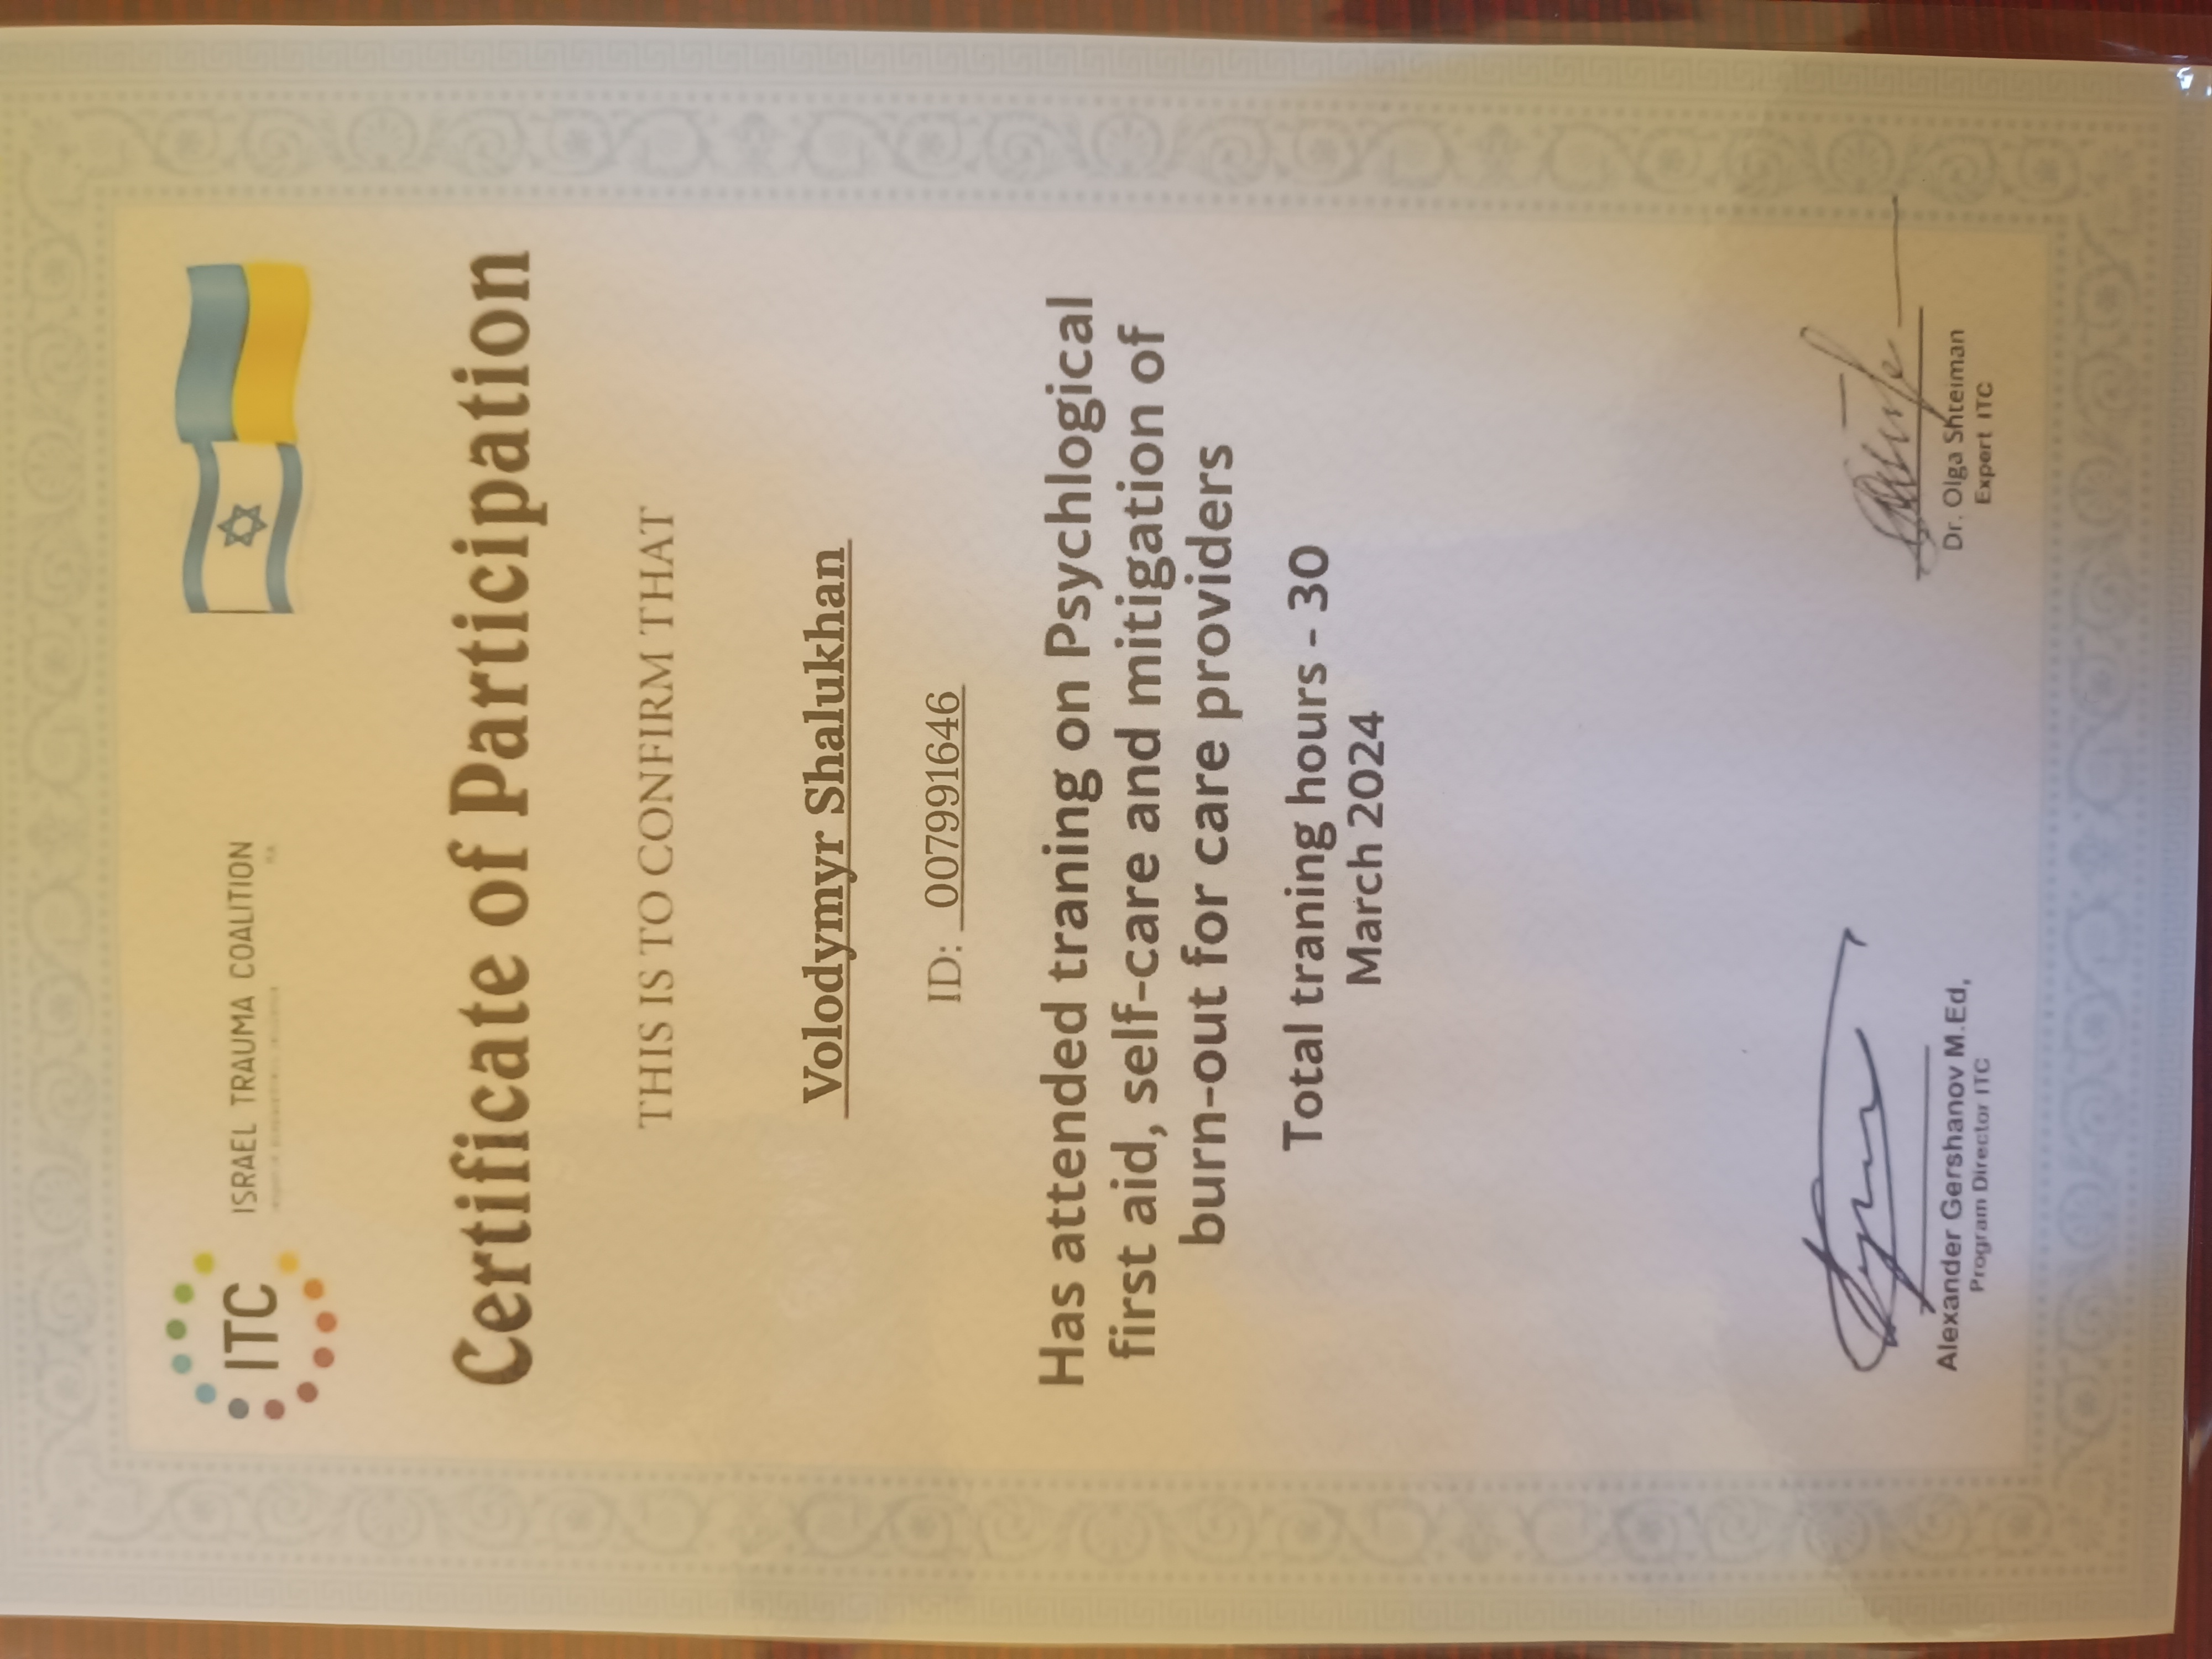 ITC
ISRAEL TRAUMA COALITION
Certificate of Participation
THIS IS TO CONFIRM THAT
Volodymyr Shalukhan
ID: 007991646
Has attended traning on Psychlogical
first aid, self-care and mitigation of
burn-out for care providers
Total traning hours - 30
March 2024
Alexander Gershanov M.Ed,
Program Director ITC
Dr. Olga Shteiman
Expert ITC